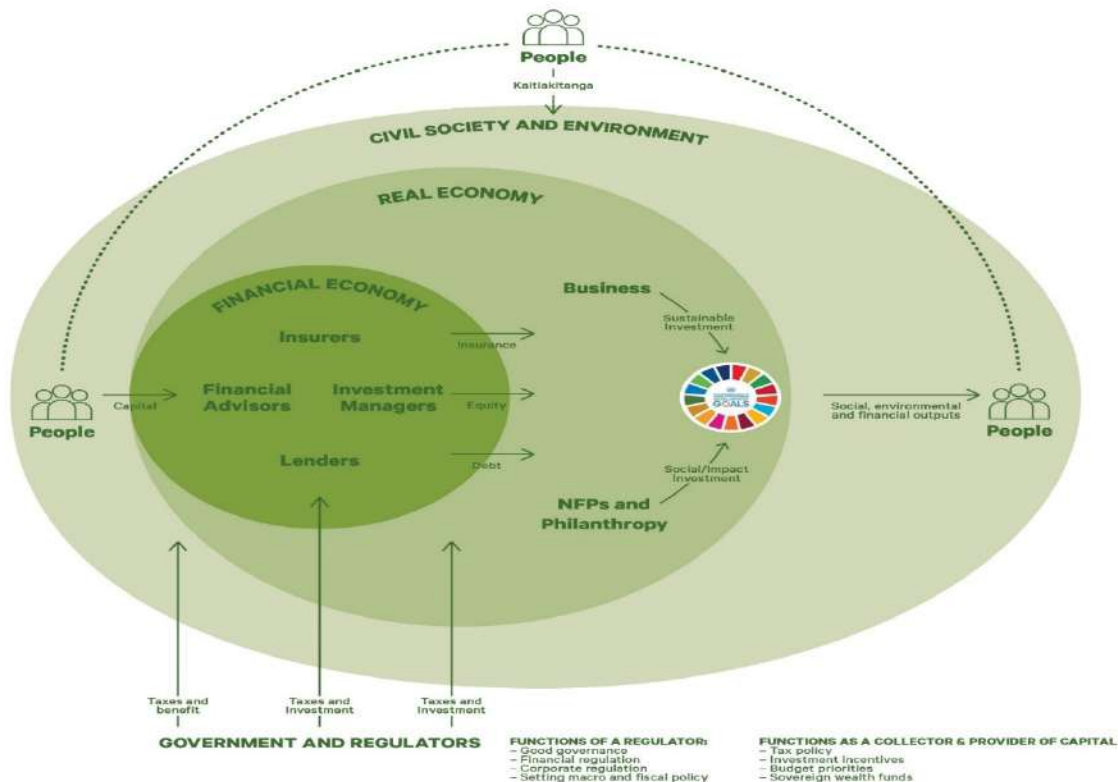 People
Kaitiakitanga
CIVIL SOCIETY AND ENVIRONMENT
REAL ECONOMY
FINANCIAL ECONOMY
Business
Sustainable
Investment
Insurers
Insurance
People
Capital
Financial
Advisors
Investment
Managers
Equity
GOALS
Social, environmental
and financial outputs
People
Lenders
Debt
Social/Impact
Investment
NFPs and
Philanthropy
Taxes and
benefit
Taxes and
Investment
Taxes and
Investment
GOVERNMENT AND REGULATORS
FUNCTIONS OF A REGULATOR:
– Good governance
– Financial regulation
– Corporate regulation
– Setting macro and fiscal policy
FUNCTIONS AS A COLLECTOR & PROVIDER OF CAPITAL
– Tax policy
– Investment incentives
– Budget priorities
– Sovereign wealth funds